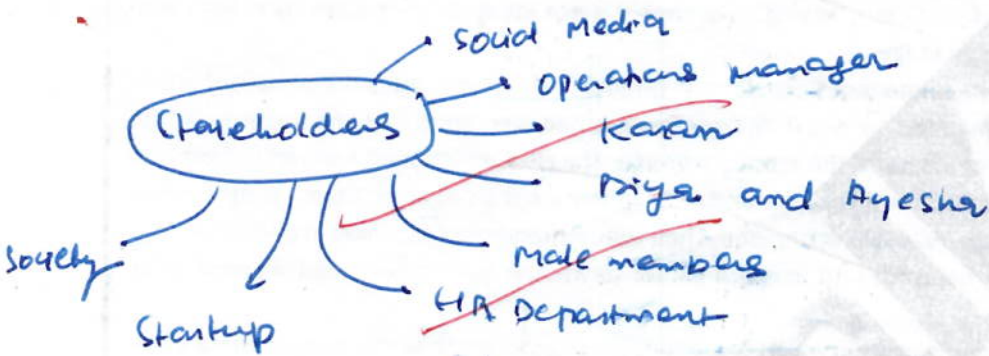 Social Media
Operations manager
Stakeholders
Karan
Priya and Ayesha
Male members
Society
HR Department
Startup